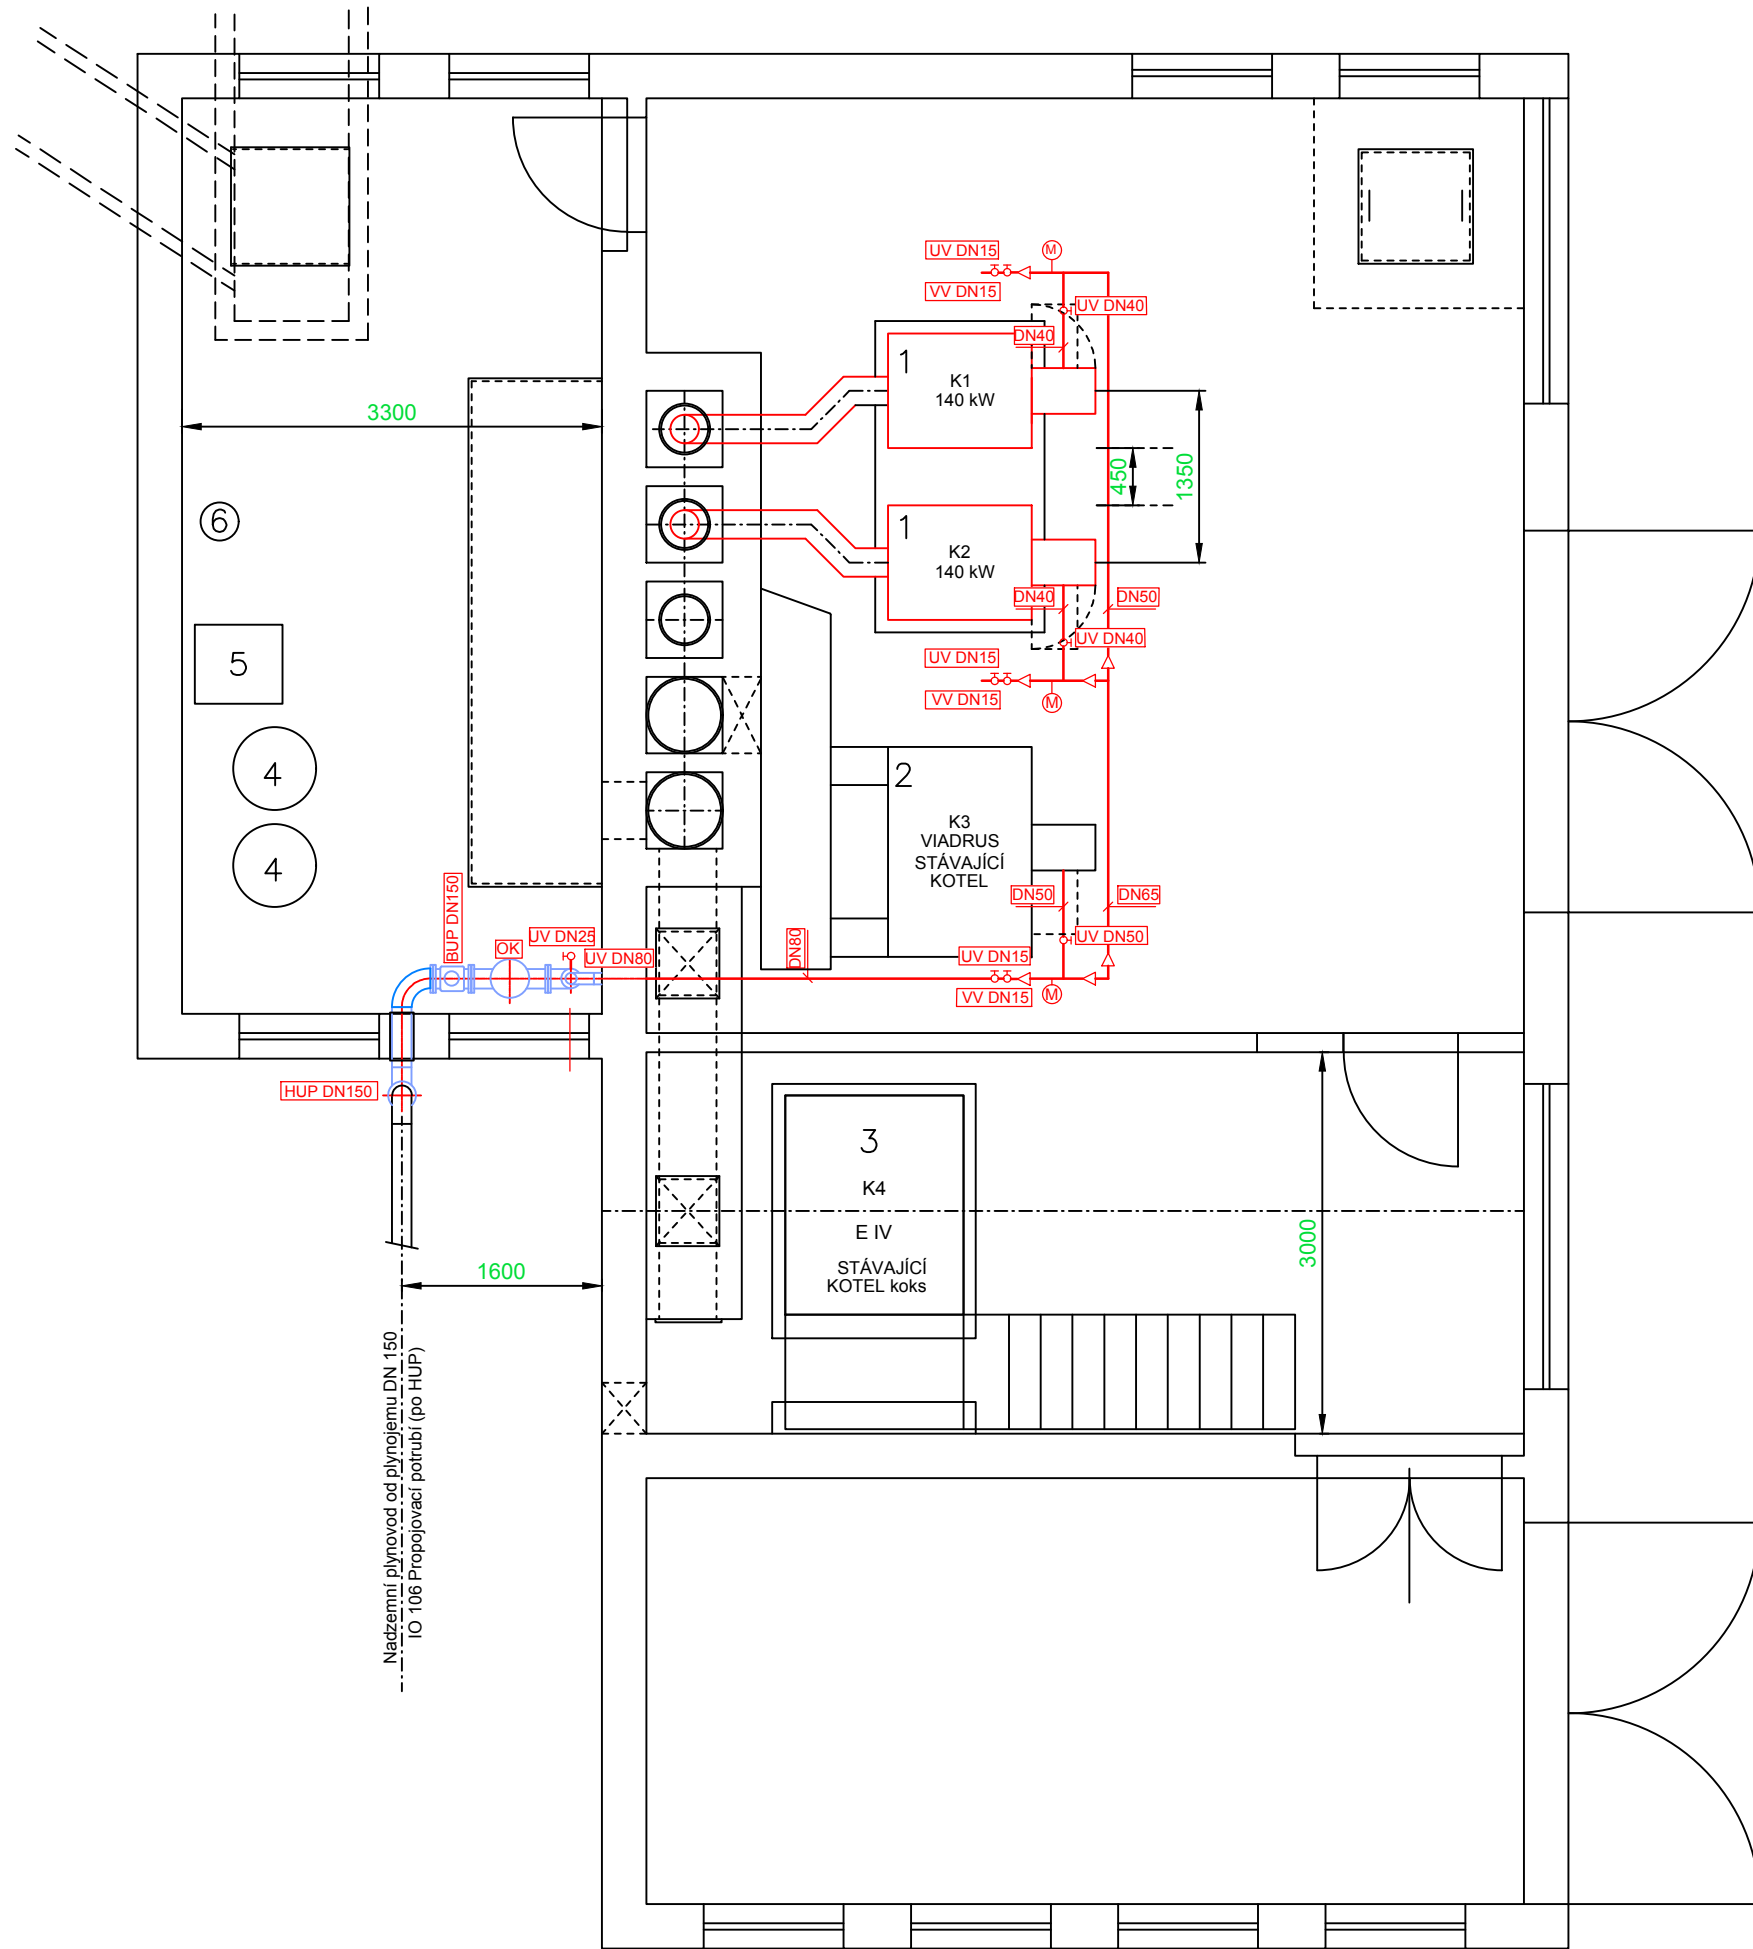 UV DN15
M
VV DN15
UV DN40
DN40
1
K1
140 kW
3300
450
1350
6
1
K2
140 kW
DN40
DN50
UV DN40
UV DN15
VV DN15
M
5
4
4
2
K3
VIADRUS
STÁVAJÍCÍ
KOTEL
DN50
DN65
BUP DN150
OK
UV DN25
UV DN80
DN80
UV DN50
UV DN15
VV DN15
M
HUP DN150
3
K4
E IV
STÁVAJÍCÍ
KOTEL koks
3000
1600
Nadzemní plynovod od plynojemu DN 150
IO 106 Propojovací potrubí (po HUP)